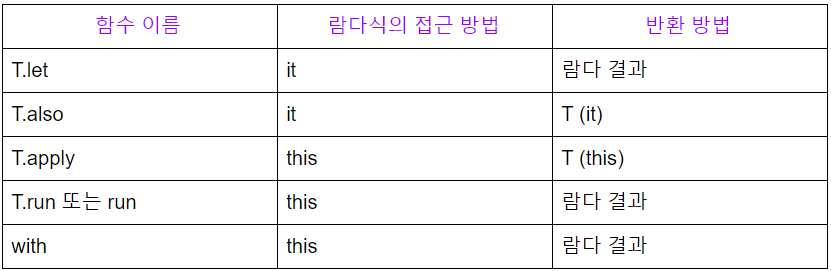 함수 이름 람다식의 접근 방법 반환 방법
T.let it 람다 결과
T.also it T (it)
T.apply this T (this)
T.run 또는 run this 람다 결과
with this 람다 결과